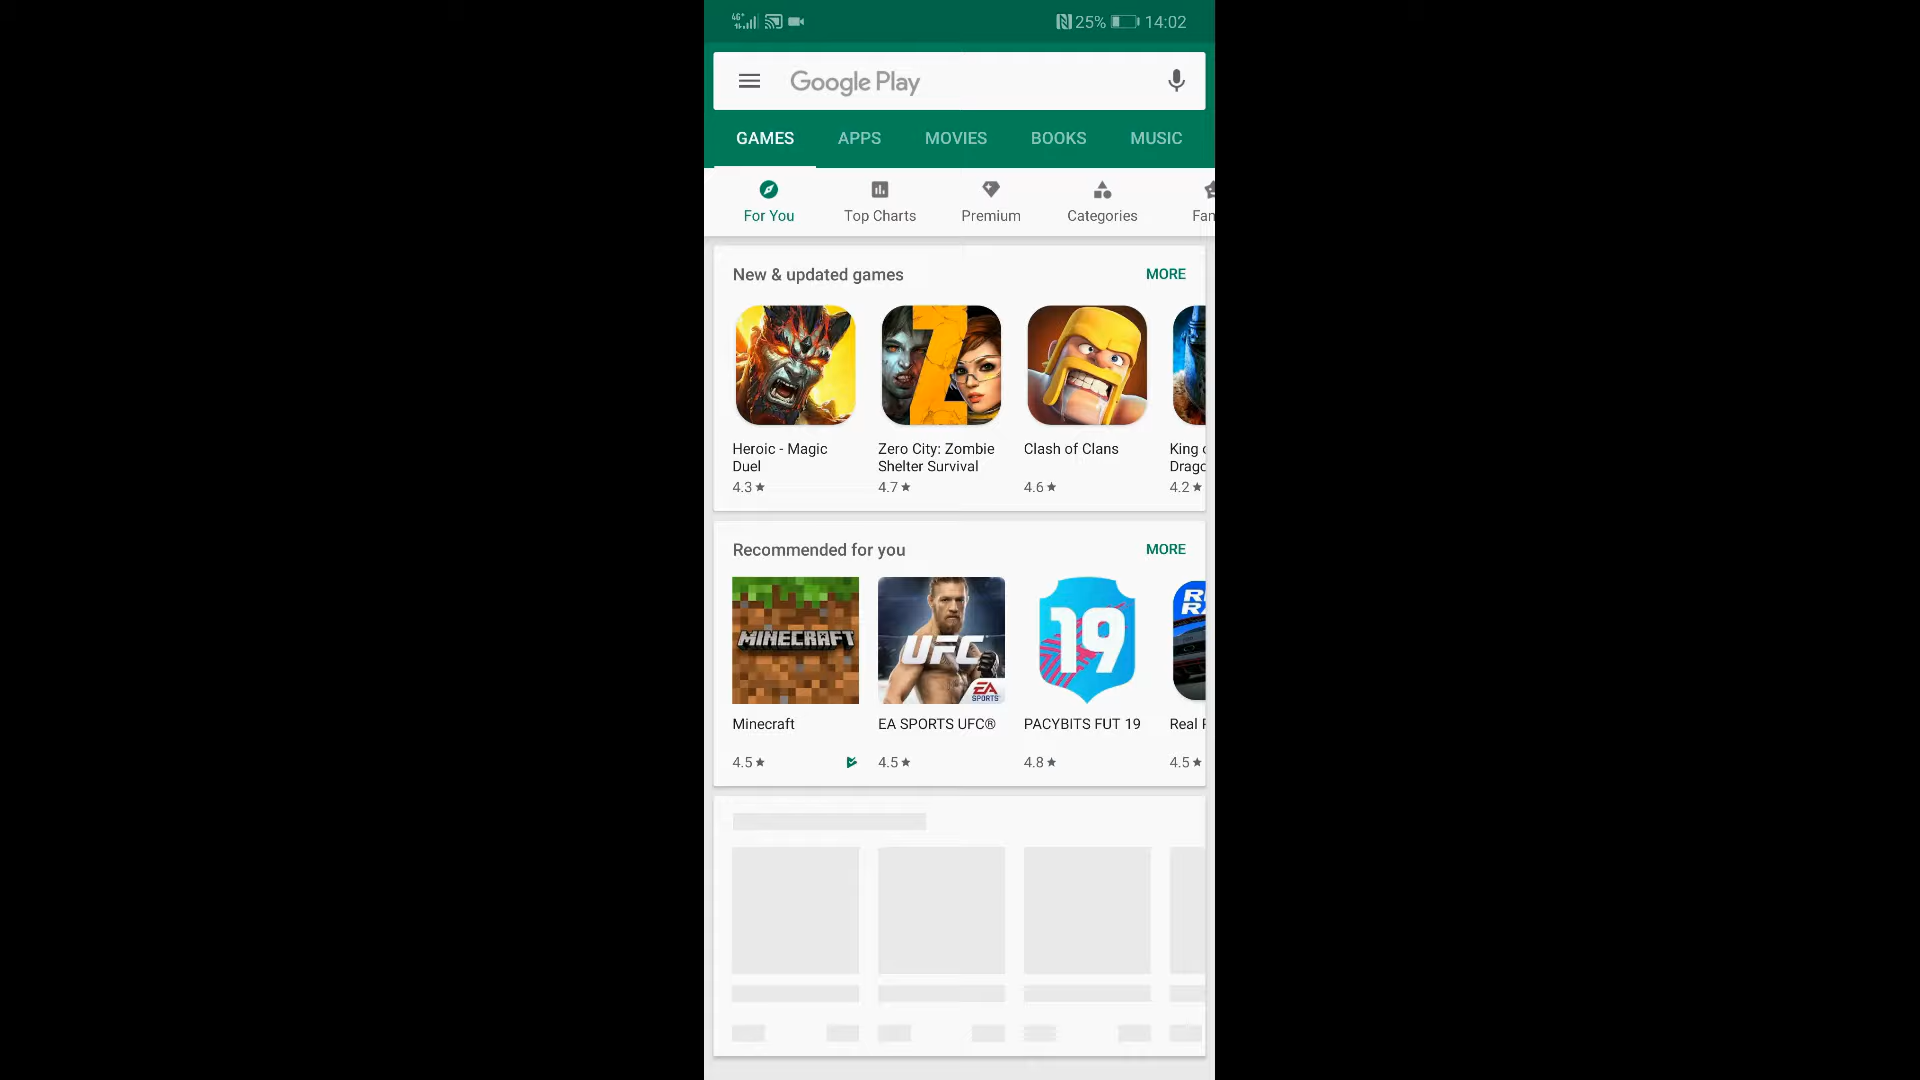 4G+ 25% 14:02
Google Play
GAMES APPS MOVIES BOOKS MUSIC
For You Top Charts Premium Categories
New & updated games MORE
Heroic - Magic Duel
4.3★
Zero City: Zombie Shelter Survival
4.7★
Clash of Clans
4.6★
King
4.2★
Recommended for you MORE
MINECRAFT
UFC
EA SPORTS
19
Minecraft
4.5★
EA SPORTS UFC®
4.5★
PACYBITS FUT 19
4.8★
Real
4.5★